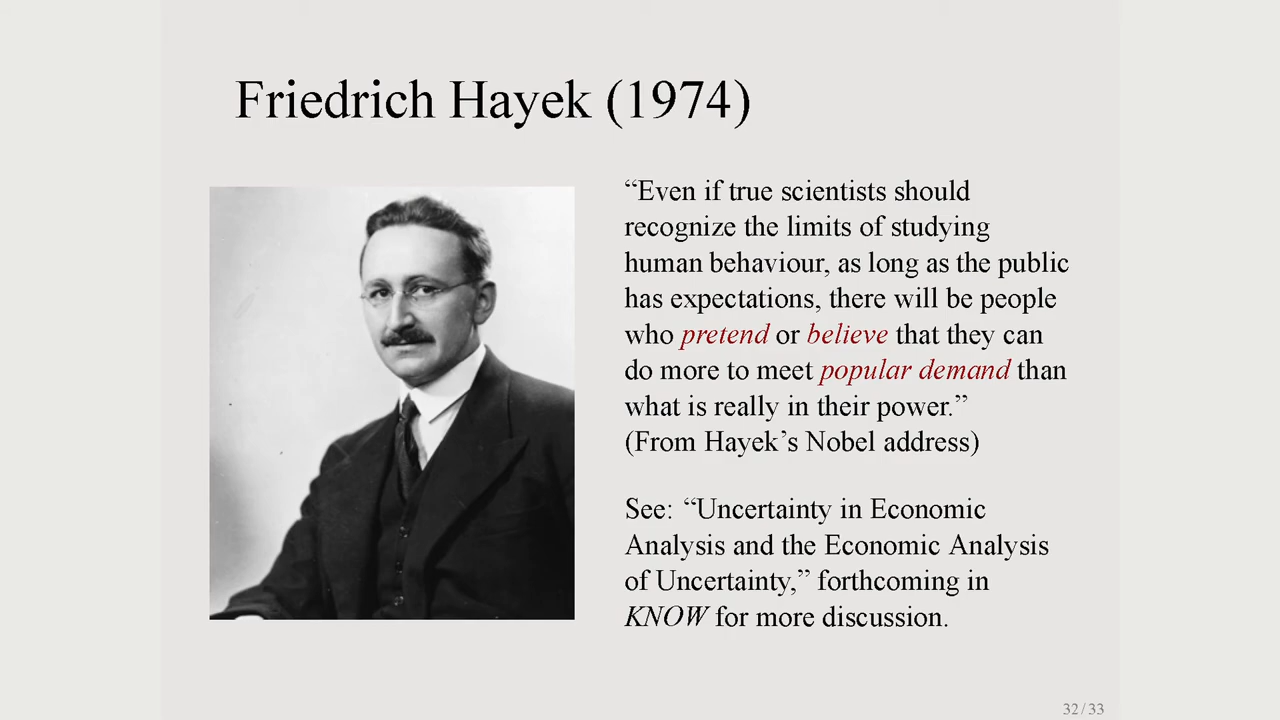 Friedrich Hayek (1974)
“Even if true scientists should
recognize the limits of studying
human behaviour, as long as the public
has expectations, there will be people
who pretend or believe that they can
do more to meet popular demand than
what is really in their power.”
(From Hayek’s Nobel address)
See: “Uncertainty in Economic
Analysis and the Economic Analysis
of Uncertainty,” forthcoming in
KNOW for more discussion.
32/33